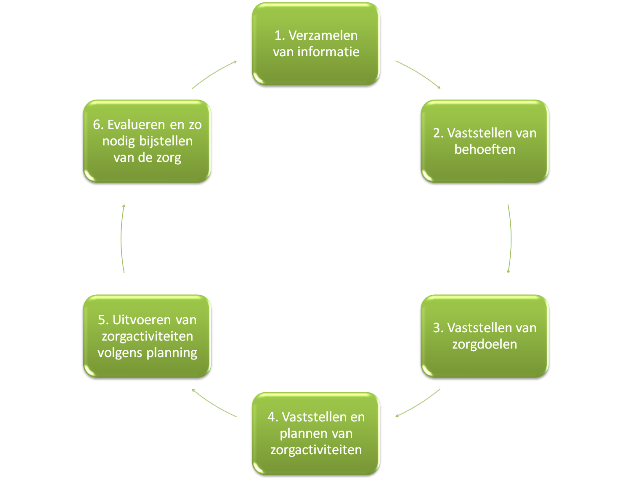 1. Verzamelen
van informatie
2. Vaststellen van
behoeften
3. Vaststellen van
zorgdoelen
4. Vaststellen en
plannen van
zorgactiviteiten
5. Uitvoeren van
zorgactiviteiten
volgens planning
6. Evalueren en zo
nodig bijstellen
van de zorg